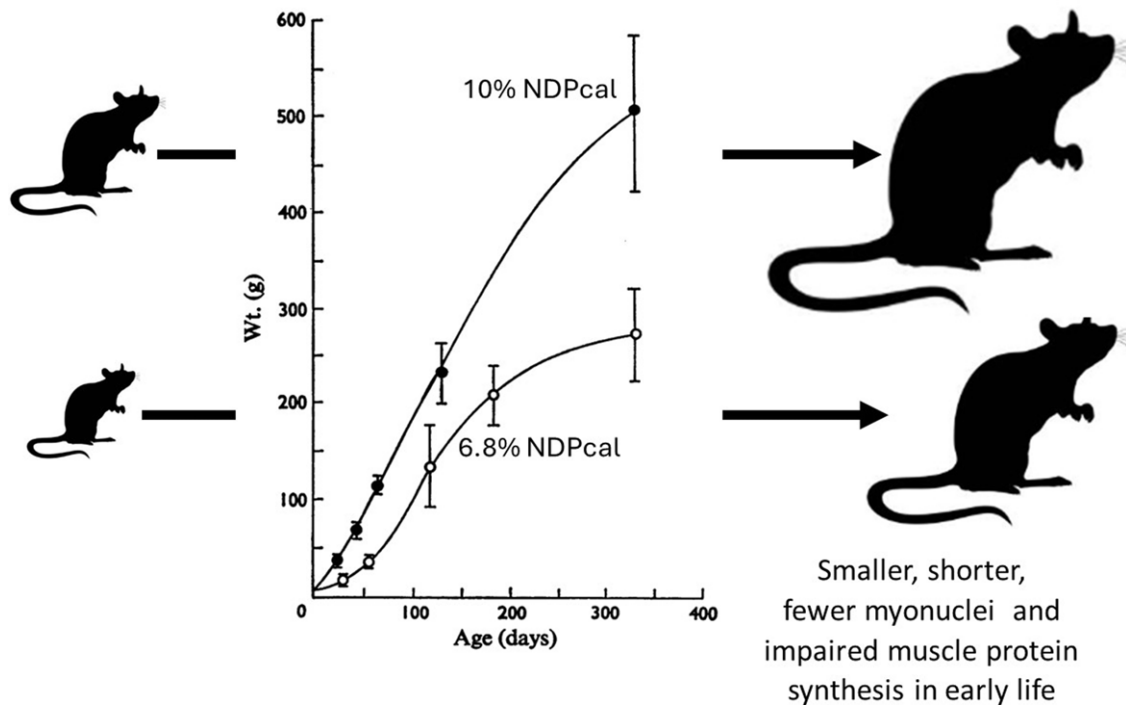 600
500
400
300
200
100
0
100
200
300
400
Wt. (g)
Age (days)
10% NDPcal
6.8% NDPcal
Smaller, shorter,
fewer myonuclei and
impaired muscle protein
synthesis in early life